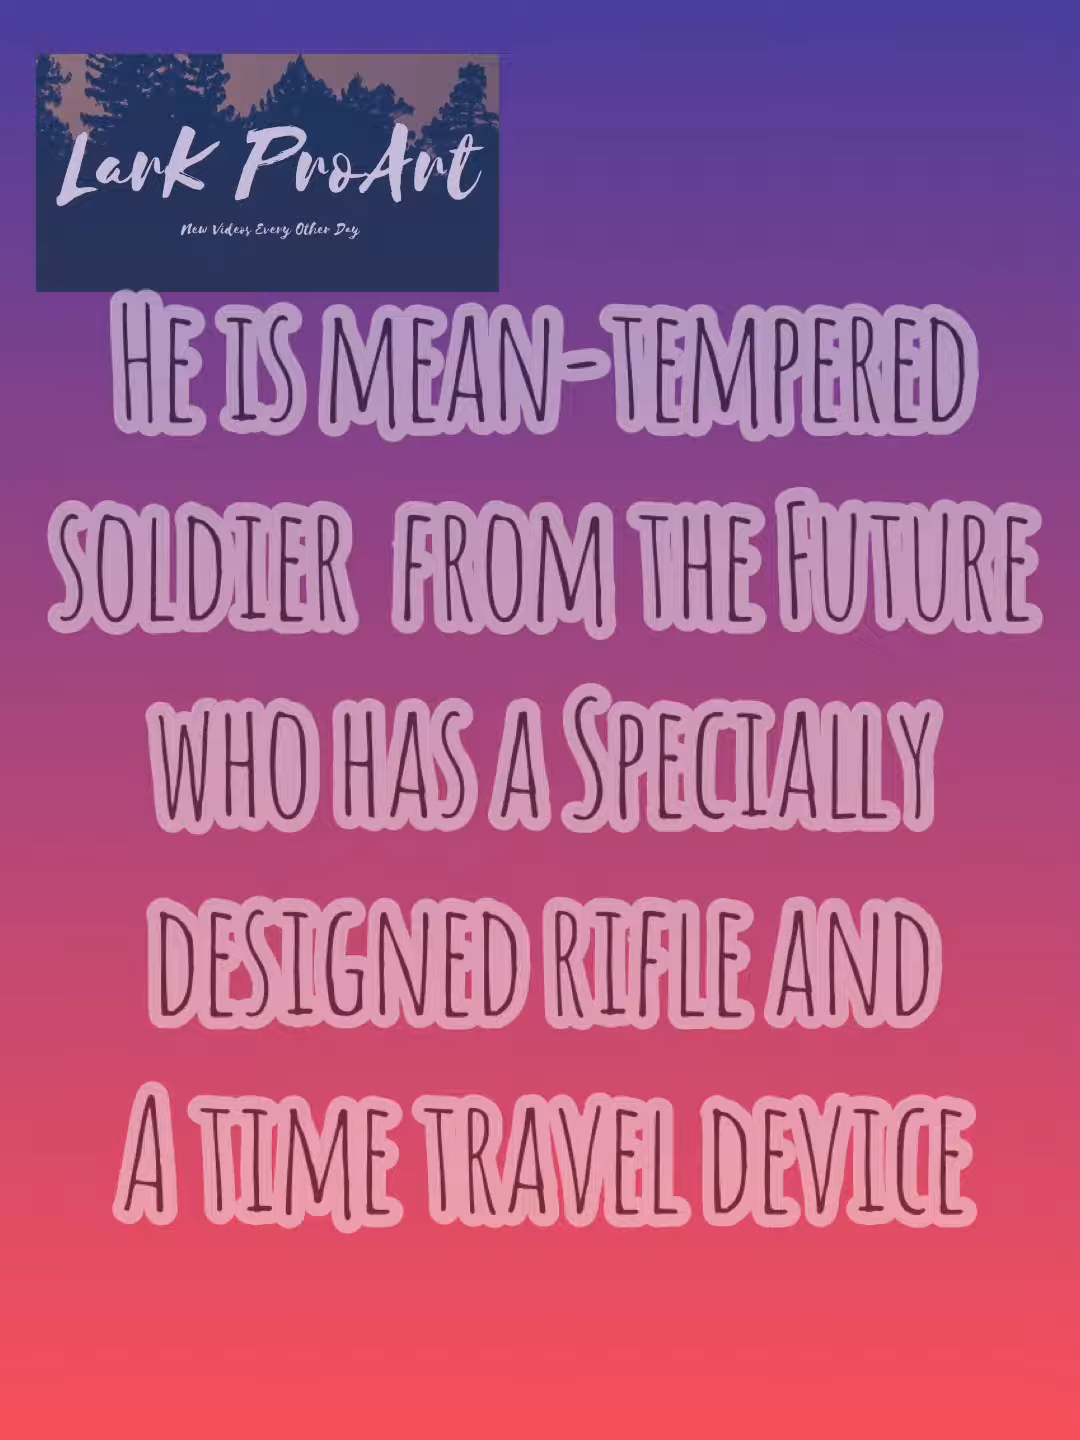 Lark ProArt
New Videos Every Other Day
He is mean-tempered
soldier from the Future
who has a Specially
designed rifle and
A time travel device